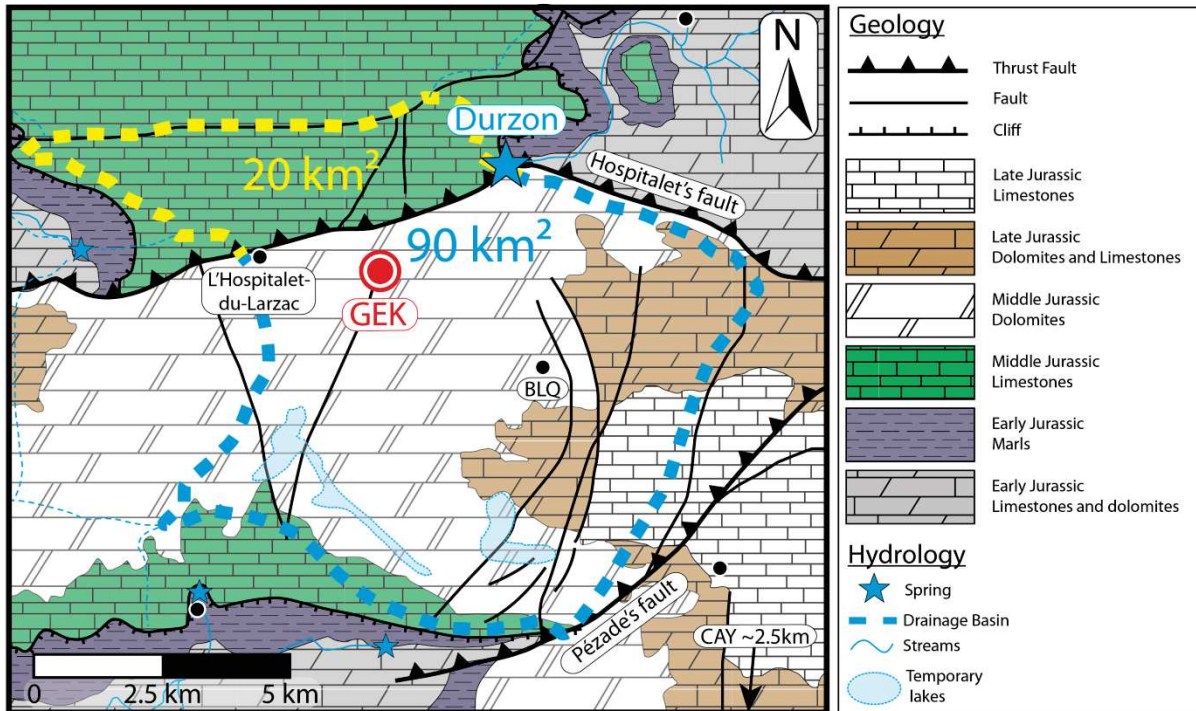 N
Durzon
Hospitalet's fault
20 km²
90 km²
L'Hospitalet-
du-Larzac
GEK
BLQ
Pézade's fault
CAY ~2.5km
0
2.5 km
5 km
Geology
Thrust Fault
Fault
Cliff
Late Jurassic
Limestones
Late Jurassic
Dolomites and Limestones
Middle Jurassic
Dolomites
Middle Jurassic
Limestones
Early Jurassic
Marls
Early Jurassic
Limestones and dolomites
Hydrology
Spring
Drainage Basin
Streams
Temporary
lakes